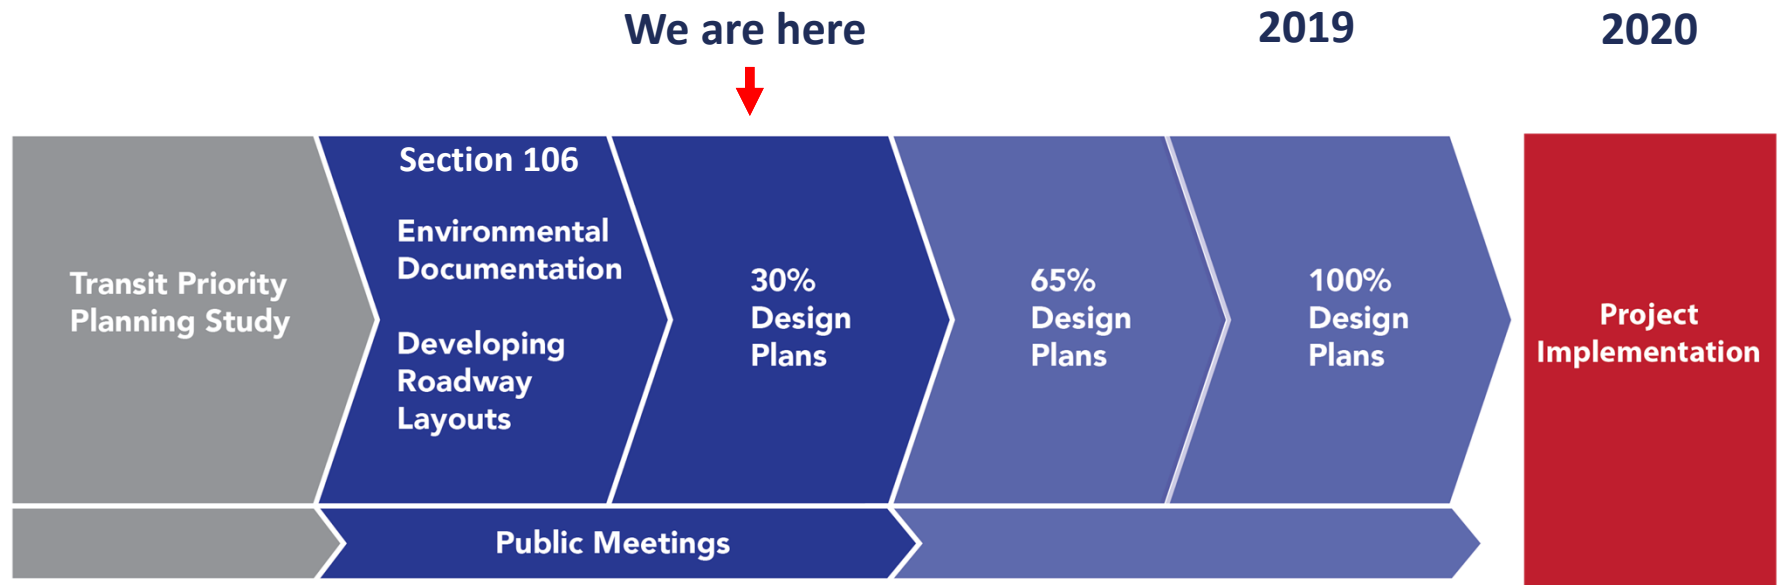 We are here
2019
2020
Transit Priority
Planning Study
Section 106
Environmental
Documentation
Developing
Roadway
Layouts
30%
Design
Plans
65%
Design
Plans
100%
Design
Plans
Project
Implementation
Public Meetings